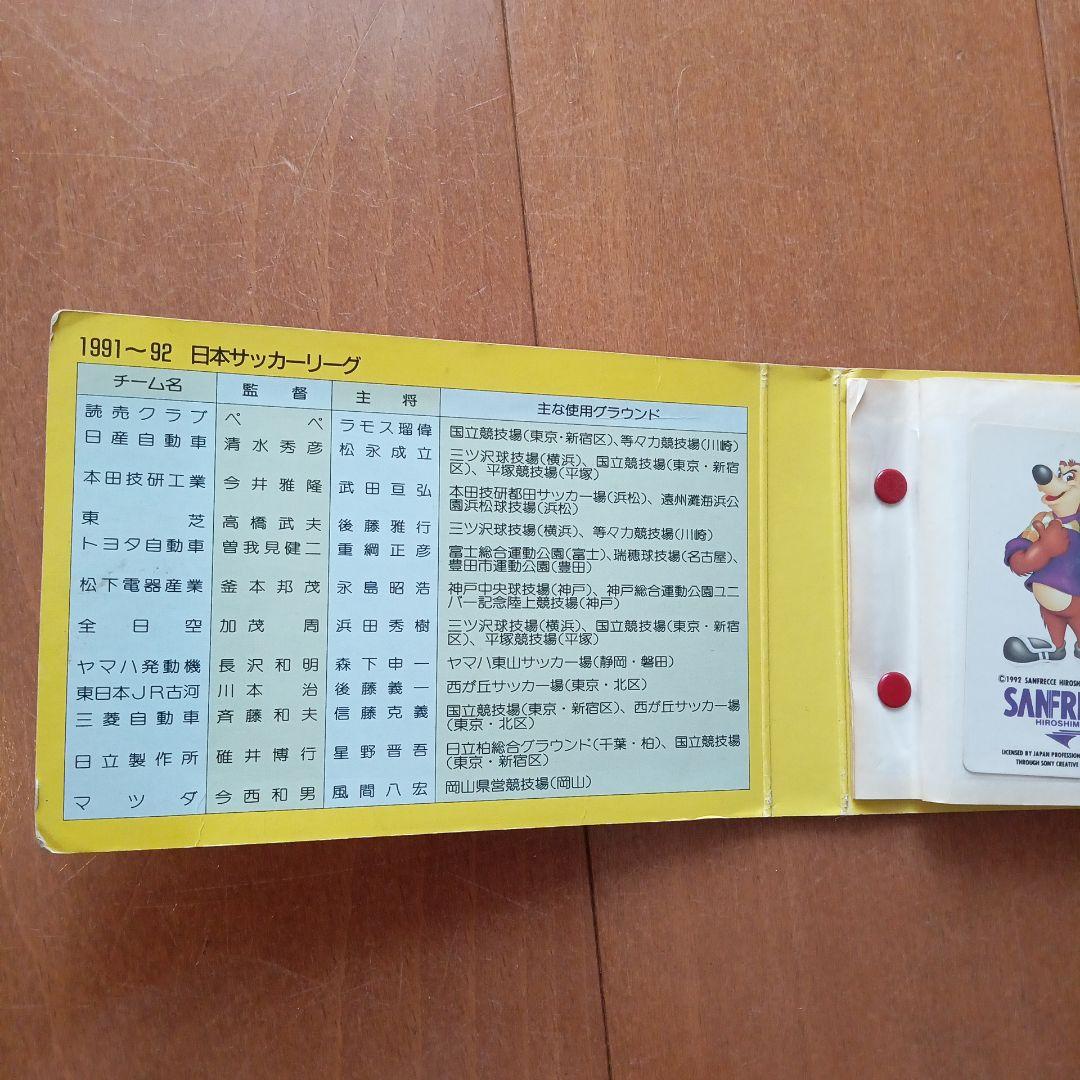 1991〜92 日本サッカーリーグ
チーム名 監督 主将 主な使用グラウンド
読売クラブ ペペ ラモス瑠偉 国立競技場(東京・新宿区)、等々力競技場(川崎)
日産自動車 清水秀彦 松永成立 三ツ沢球技場(横浜)、国立競技場(東京・新宿
区)、平塚競技場(平塚)
本田技研工業 今井雅隆 武田亘弘 本田技研都田サッカー場(浜松)、遠州灘海浜公
園浜松球技場(浜松)
東芝 高橋武夫 後藤雅行 三ツ沢球技場(横浜)、等々力競技場(川崎)
トヨタ自動車 曽我見健二 重綱正彦 富士総合運動公園(富士)、瑞穂球技場(名古屋)、
豊田市運動公園(豊田)
松下電器産業 釜本邦茂 永島昭浩 神戸中央球技場(神戸)、神戸総合運動公園ユニ
バー記念陸上競技場(神戸)
全日空 加茂周 浜田秀樹 三ツ沢球技場(横浜)、国立競技場(東京・新宿
区)、平塚競技場(平塚)
ヤマハ発動機 長沢和明 森下申一 ヤマハ東山サッカー場(静岡・磐田)
東日本JR古河 川本治 後藤義一 西が丘サッカー場(東京・北区)
三菱自動車 斉藤和夫 信藤克義 国立競技場(東京・新宿区)、西が丘サッカー場
(東京・北区)
日立製作所 碓井博行 星野晋吾 日立柏総合グラウンド(千葉・柏)、国立競技場
(東京・新宿区)
マツダ 今西和男 風間八宏 岡山県営競技場(岡山)
©1992 SANFRECCE HIROSHIM
SANFRE
HIROSHIM
LICENSED BY JAPAN PROFESSION
THROUGH SONY CREATIVE